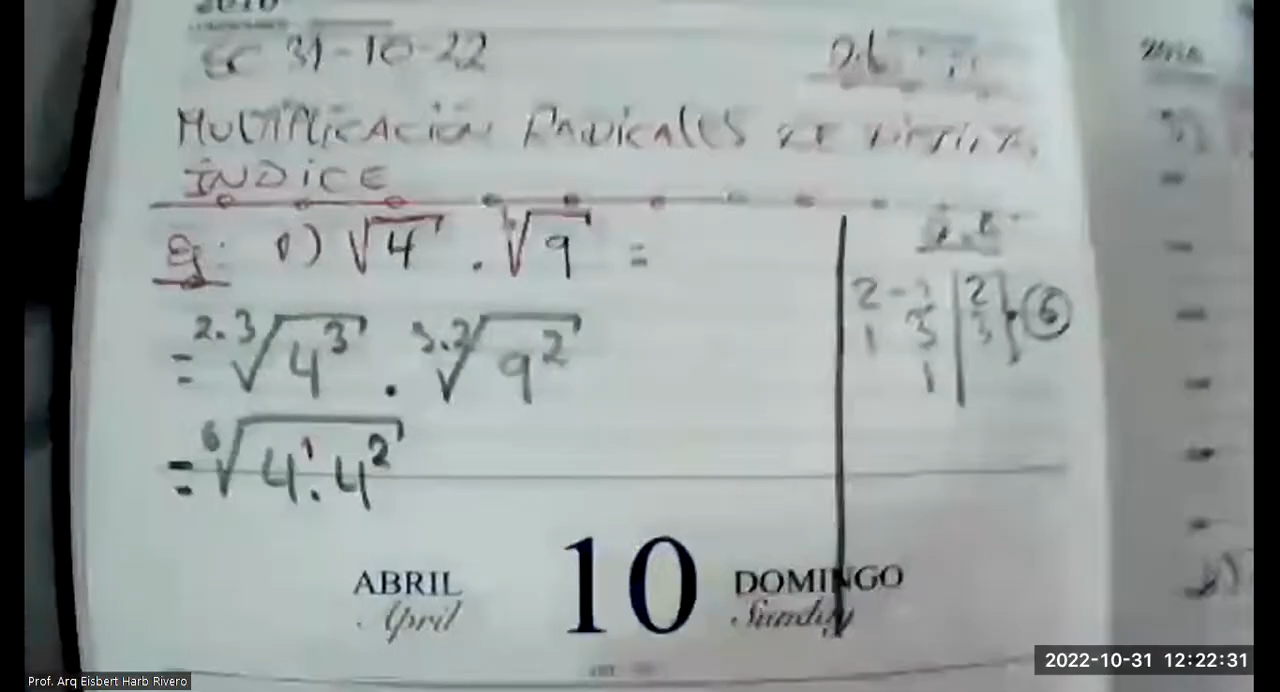 2016
EC 31-10-22
MULTIPLICACIÓN RADICALES DE DISTINTO
ÍNDICE
Ej: 1) √4 . ∛9 =
= ²·³√4³ . ³·²√9²
= ⁶√4¹.4²
2 - 3 | 2
1 3 | 3 } 6
1
ABRIL 10 DOMINGO
April Sunday
2022-10-31 12:22:31
Prof. Arq Eisbert Harb Rivero